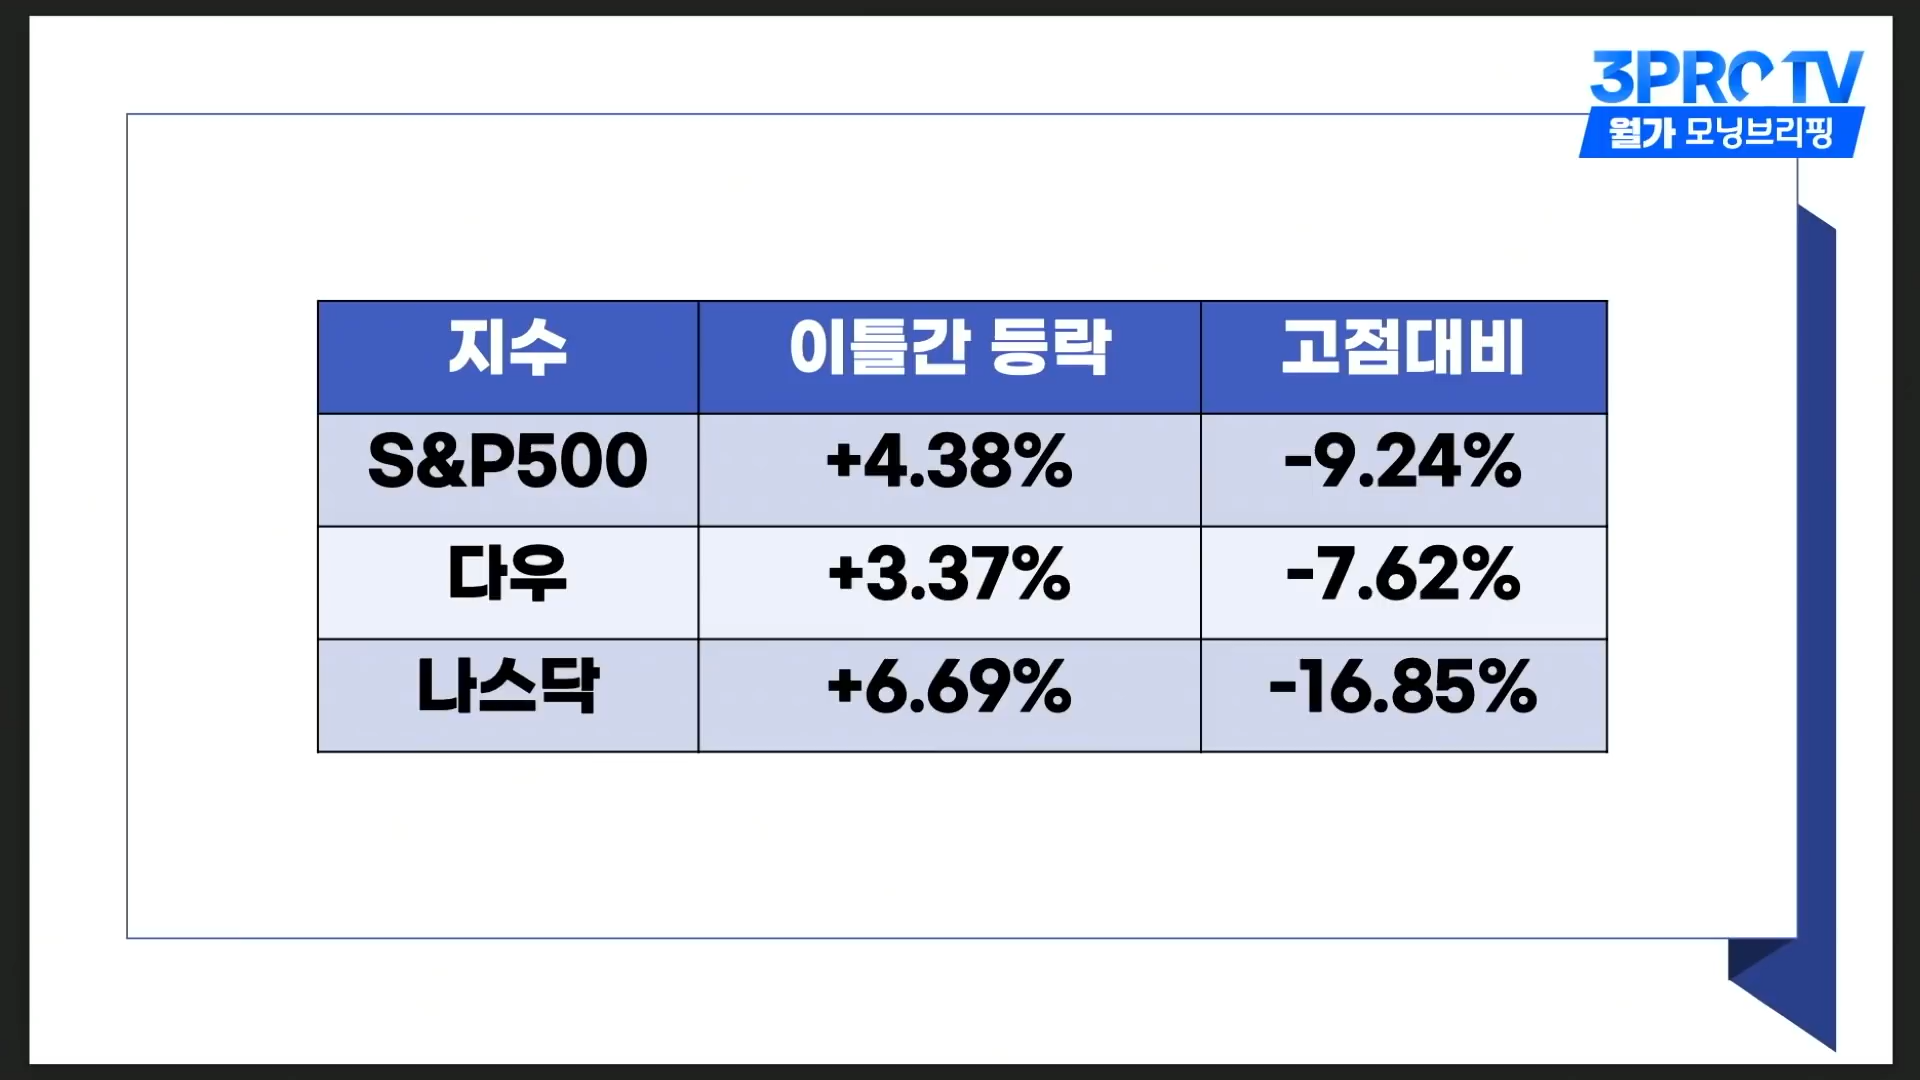 3PRO TV
월가 모닝브리핑
지수 이틀간 등락 고점대비
S&P500 +4.38% -9.24%
다우 +3.37% -7.62%
나스닥 +6.69% -16.85%